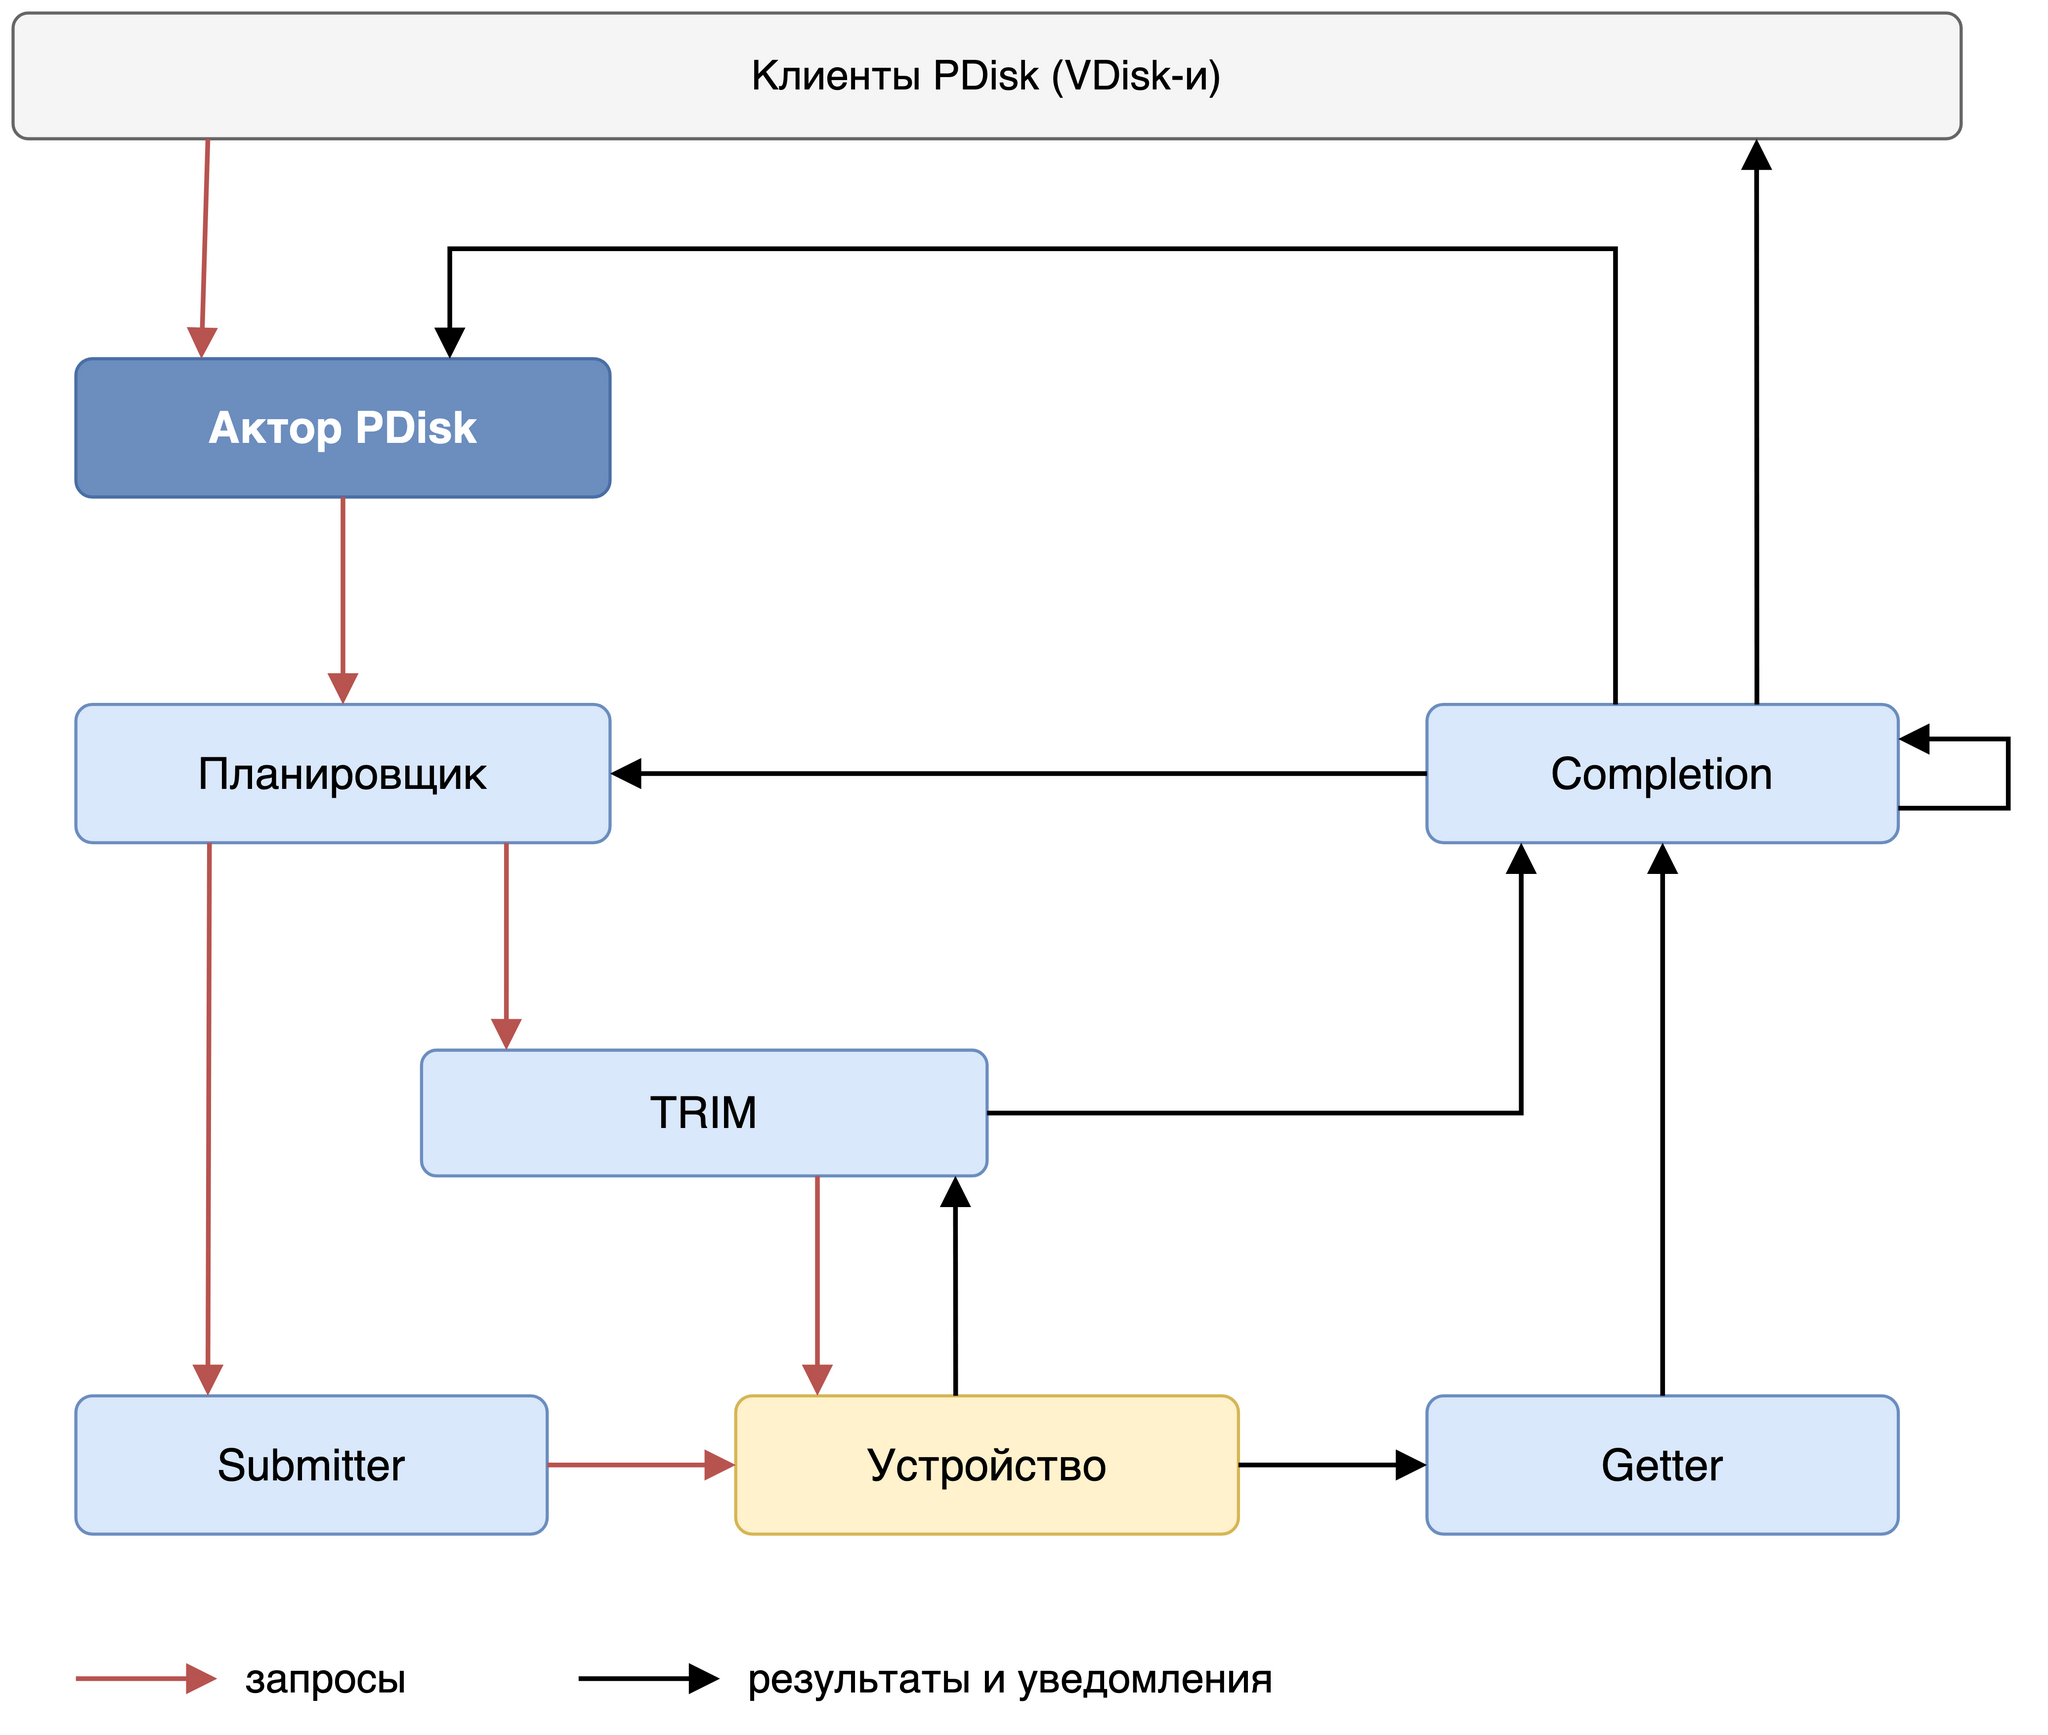 Клиенты PDisk (VDisk-и)
Актор PDisk
Планировщик
Completion
TRIM
Submitter
Устройство
Getter
запросы
результаты и уведомления